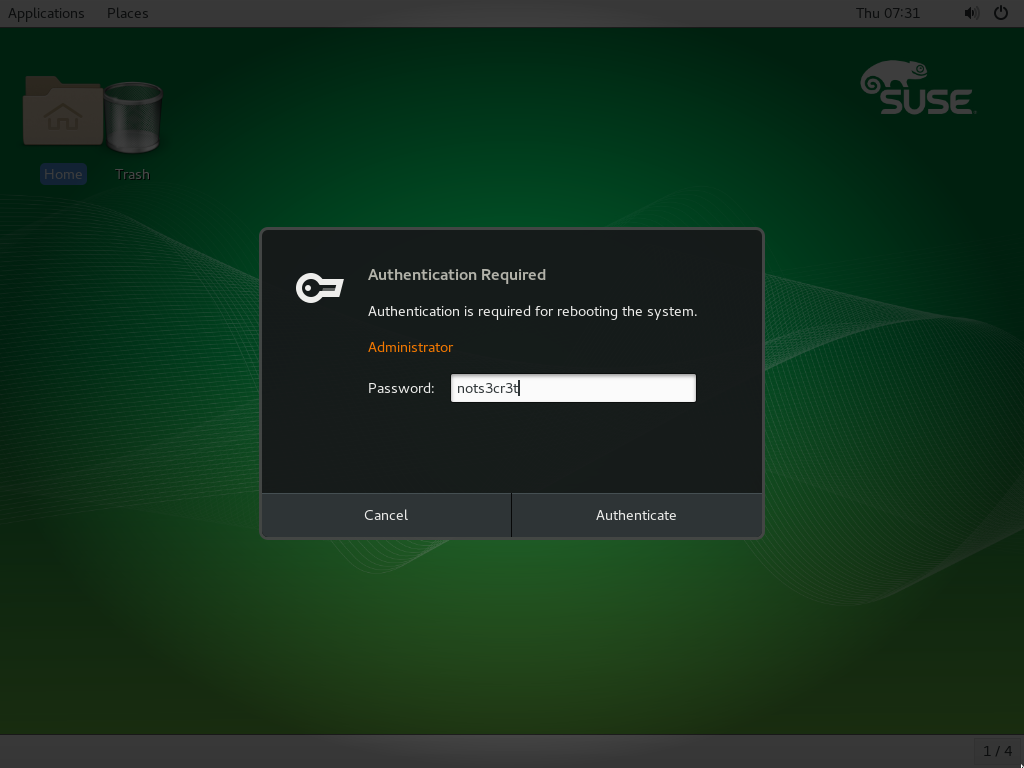 Applications Places Thu 07:31
SUSE
Home Trash
Authentication Required
Authentication is required for rebooting the system.
Administrator
Password: nots3cr3t
Cancel Authenticate
1 / 4